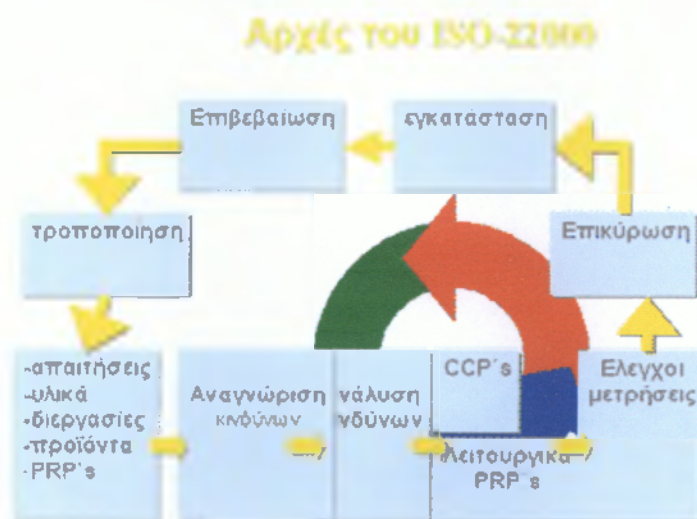 Αρχές του ISO-22000
Επιβεβαίωση
εγκατάσταση
τροποποίηση
Επικύρωση
-απαιτήσεις
-υλικά
-διεργασίες
-προϊόντα
-PRP΄s
Αναγνώριση
κινδύνων
νάλυση
νδύνων
CCP΄s
λειτουργικά
PRP΄s
Ελεγχοι
μετρήσεις